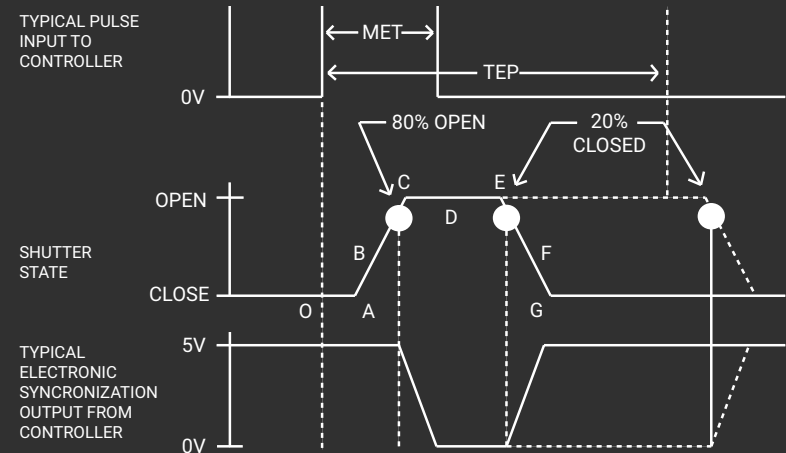 TYPICAL PULSE
INPUT TO
CONTROLLER
0V
MET
TEP
80% OPEN
20%
CLOSED
OPEN
CLOSE
SHUTTER
STATE
O
A
B
C
D
E
F
G
TYPICAL
ELECTRONIC
SYNCRONIZATION
OUTPUT FROM
CONTROLLER
5V
0V